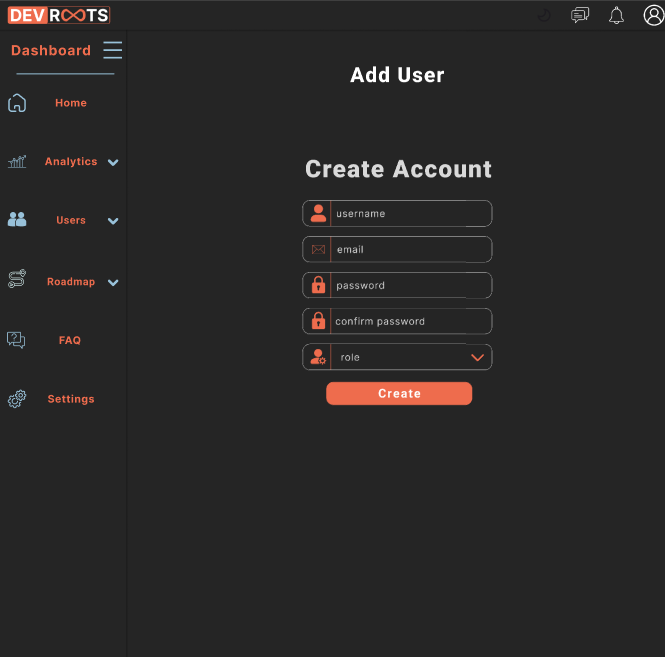 DEVROOTS
Dashboard
Home
Analytics
Users
Roadmap
FAQ
Settings
Add User
Create Account
username
email
password
confirm password
role
Create